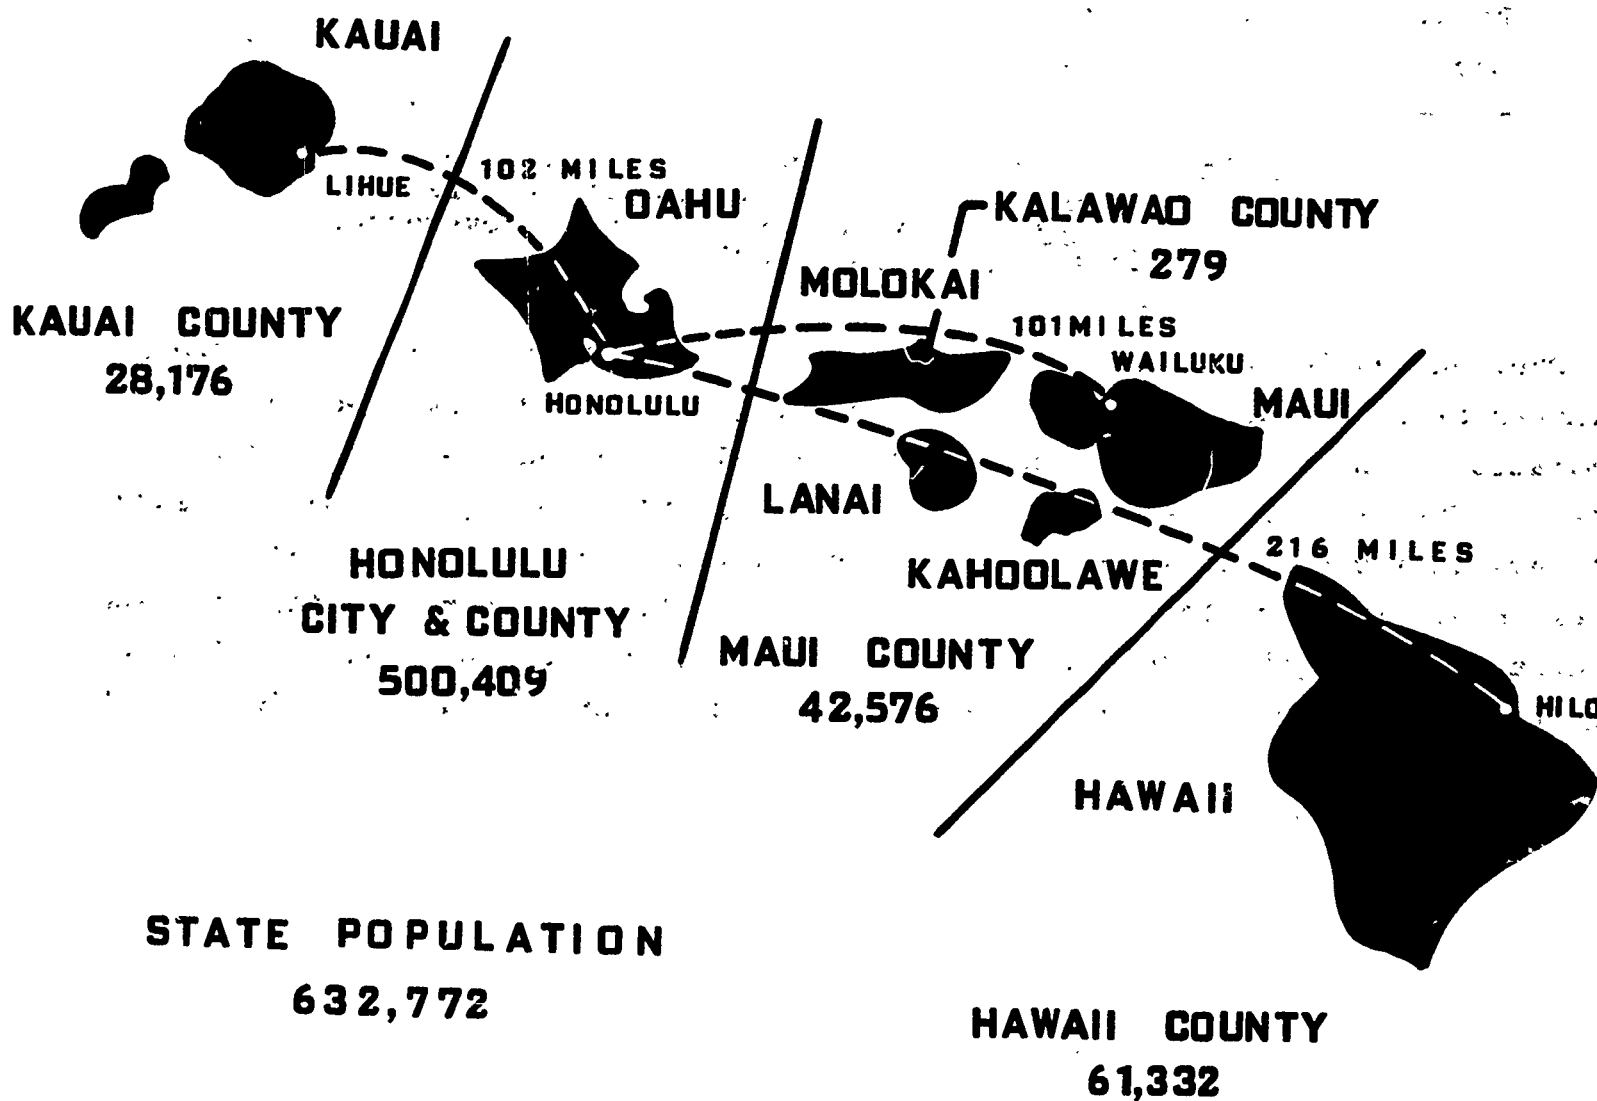 KAUAI
102 MILES
LIHUE
OAHU
KALAWAO COUNTY
279
MOLOKAI
KAUAI COUNTY
28,176
101 MILES
WAILUKU
HONOLULU
MAUI
LANAI
KAHOOLAWE
216 MILES
HONOLULU
CITY & COUNTY
500,409
MAUI COUNTY
42,576
HILO
HAWAII
STATE POPULATION
632,772
HAWAII COUNTY
61,332